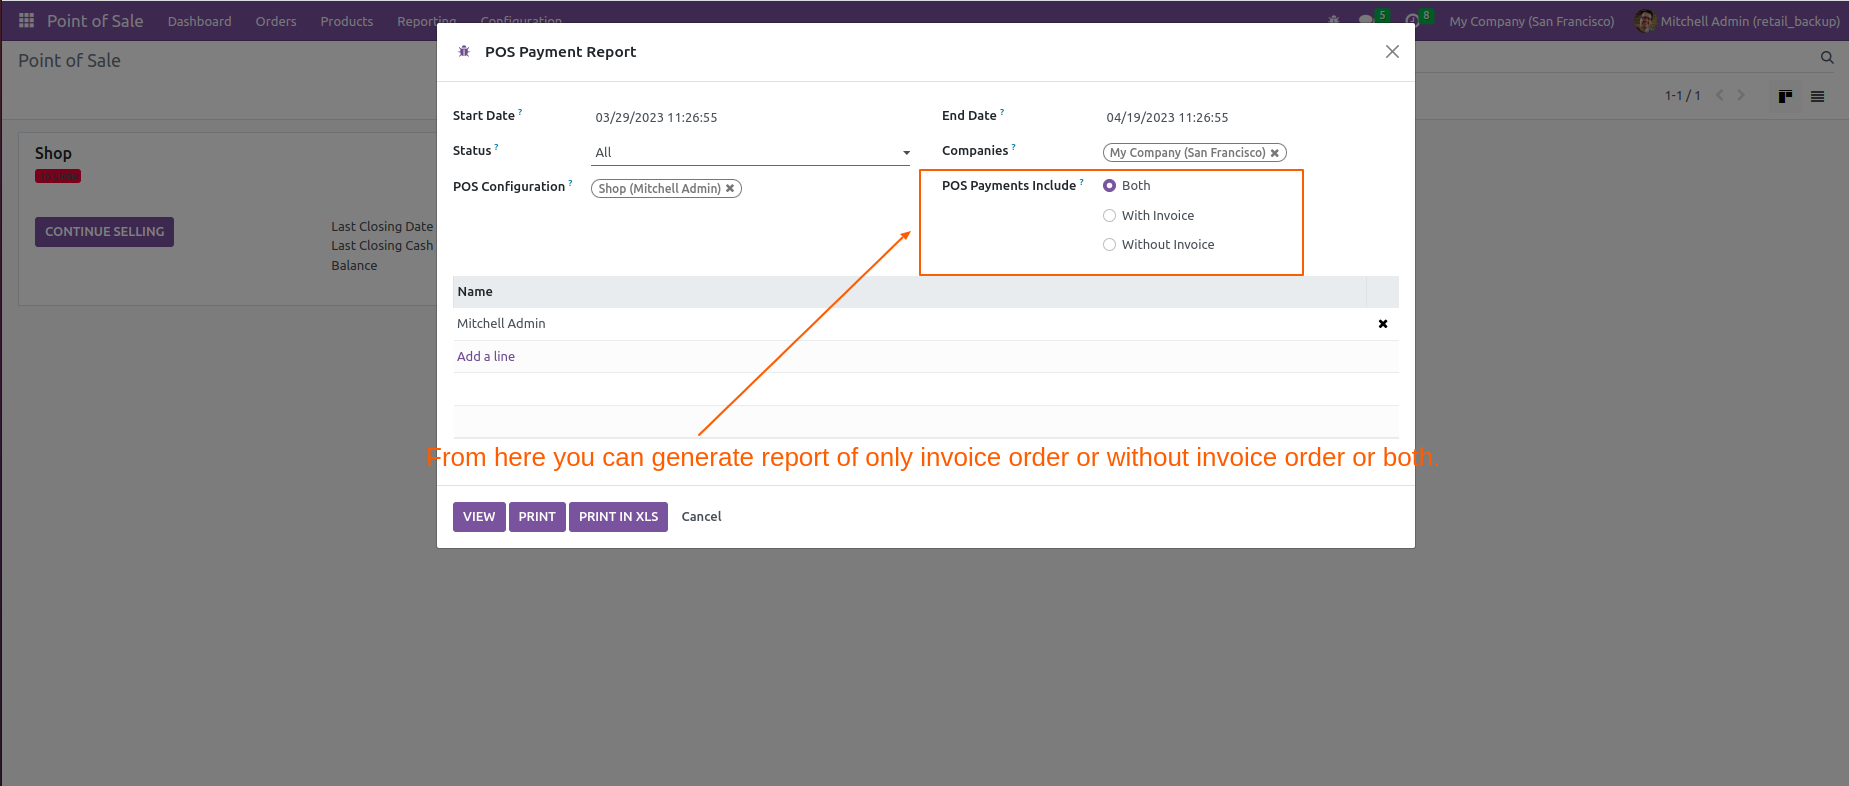 Point of Sale Dashboard Orders Products Reporting Configuration 5 8 My Company (San Francisco) Mitchell Admin (retail_backup)
Point of Sale
1-1 / 1
Shop
CONTINUE SELLING
Last Closing Date
Last Closing Cash
Balance
POS Payment Report
Start Date ? 03/29/2023 11:26:55 End Date ? 04/19/2023 11:26:55
Status ? All Companies ? My Company (San Francisco)
POS Configuration ? Shop (Mitchell Admin) POS Payments Include ? Both
With Invoice
Without Invoice
Name
Mitchell Admin
Add a line
From here you can generate report of only invoice order or without invoice order or both.
VIEW PRINT PRINT IN XLS Cancel